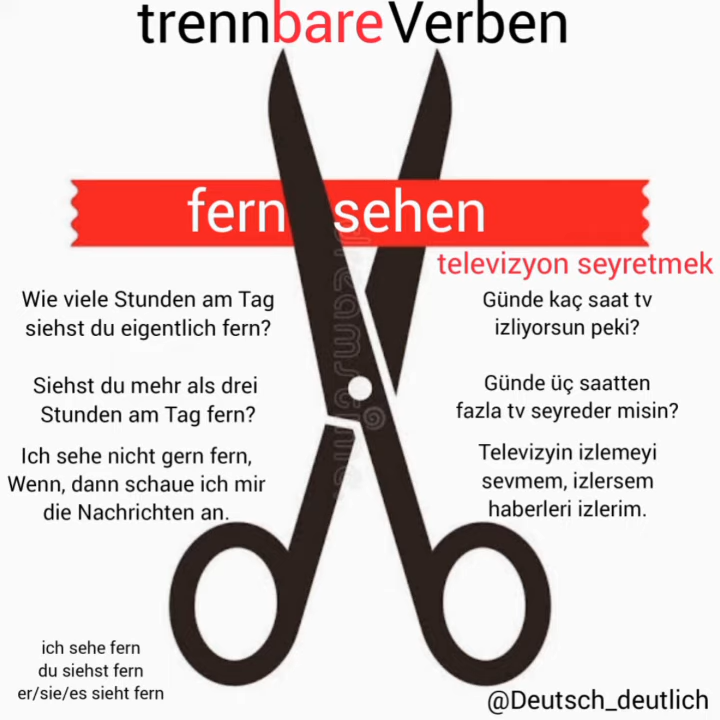 trennbare Verben
fern sehen
televizyon seyretmek
Wie viele Stunden am Tag
siehst du eigentlich fern?
Günde kaç saat tv
izliyorsun peki?
Siehst du mehr als drei
Stunden am Tag fern?
Günde üç saatten
fazla tv seyreder misin?
Ich sehe nicht gern fern,
Wenn, dann schaue ich mir
die Nachrichten an.
Televizyin izlemeyi
sevmem, izlersem
haberleri izlerim.
ich sehe fern
du siehst fern
er/sie/es sieht fern
@Deutsch_deutlich